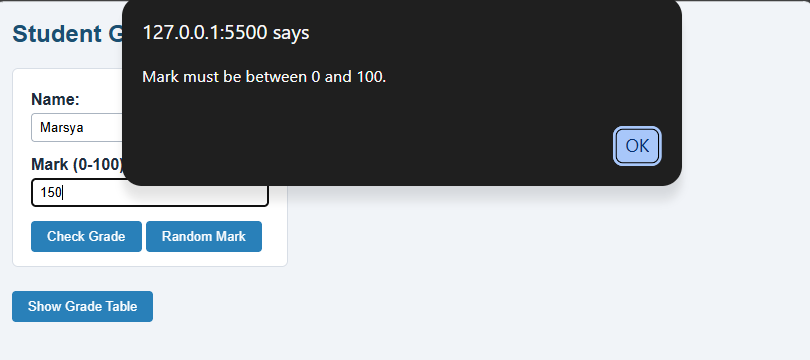 Student G
127.0.0.1:5500 says
Mark must be between 0 and 100.
OK
Name:
Marsya
Mark (0-100)
150
Check Grade
Random Mark
Show Grade Table